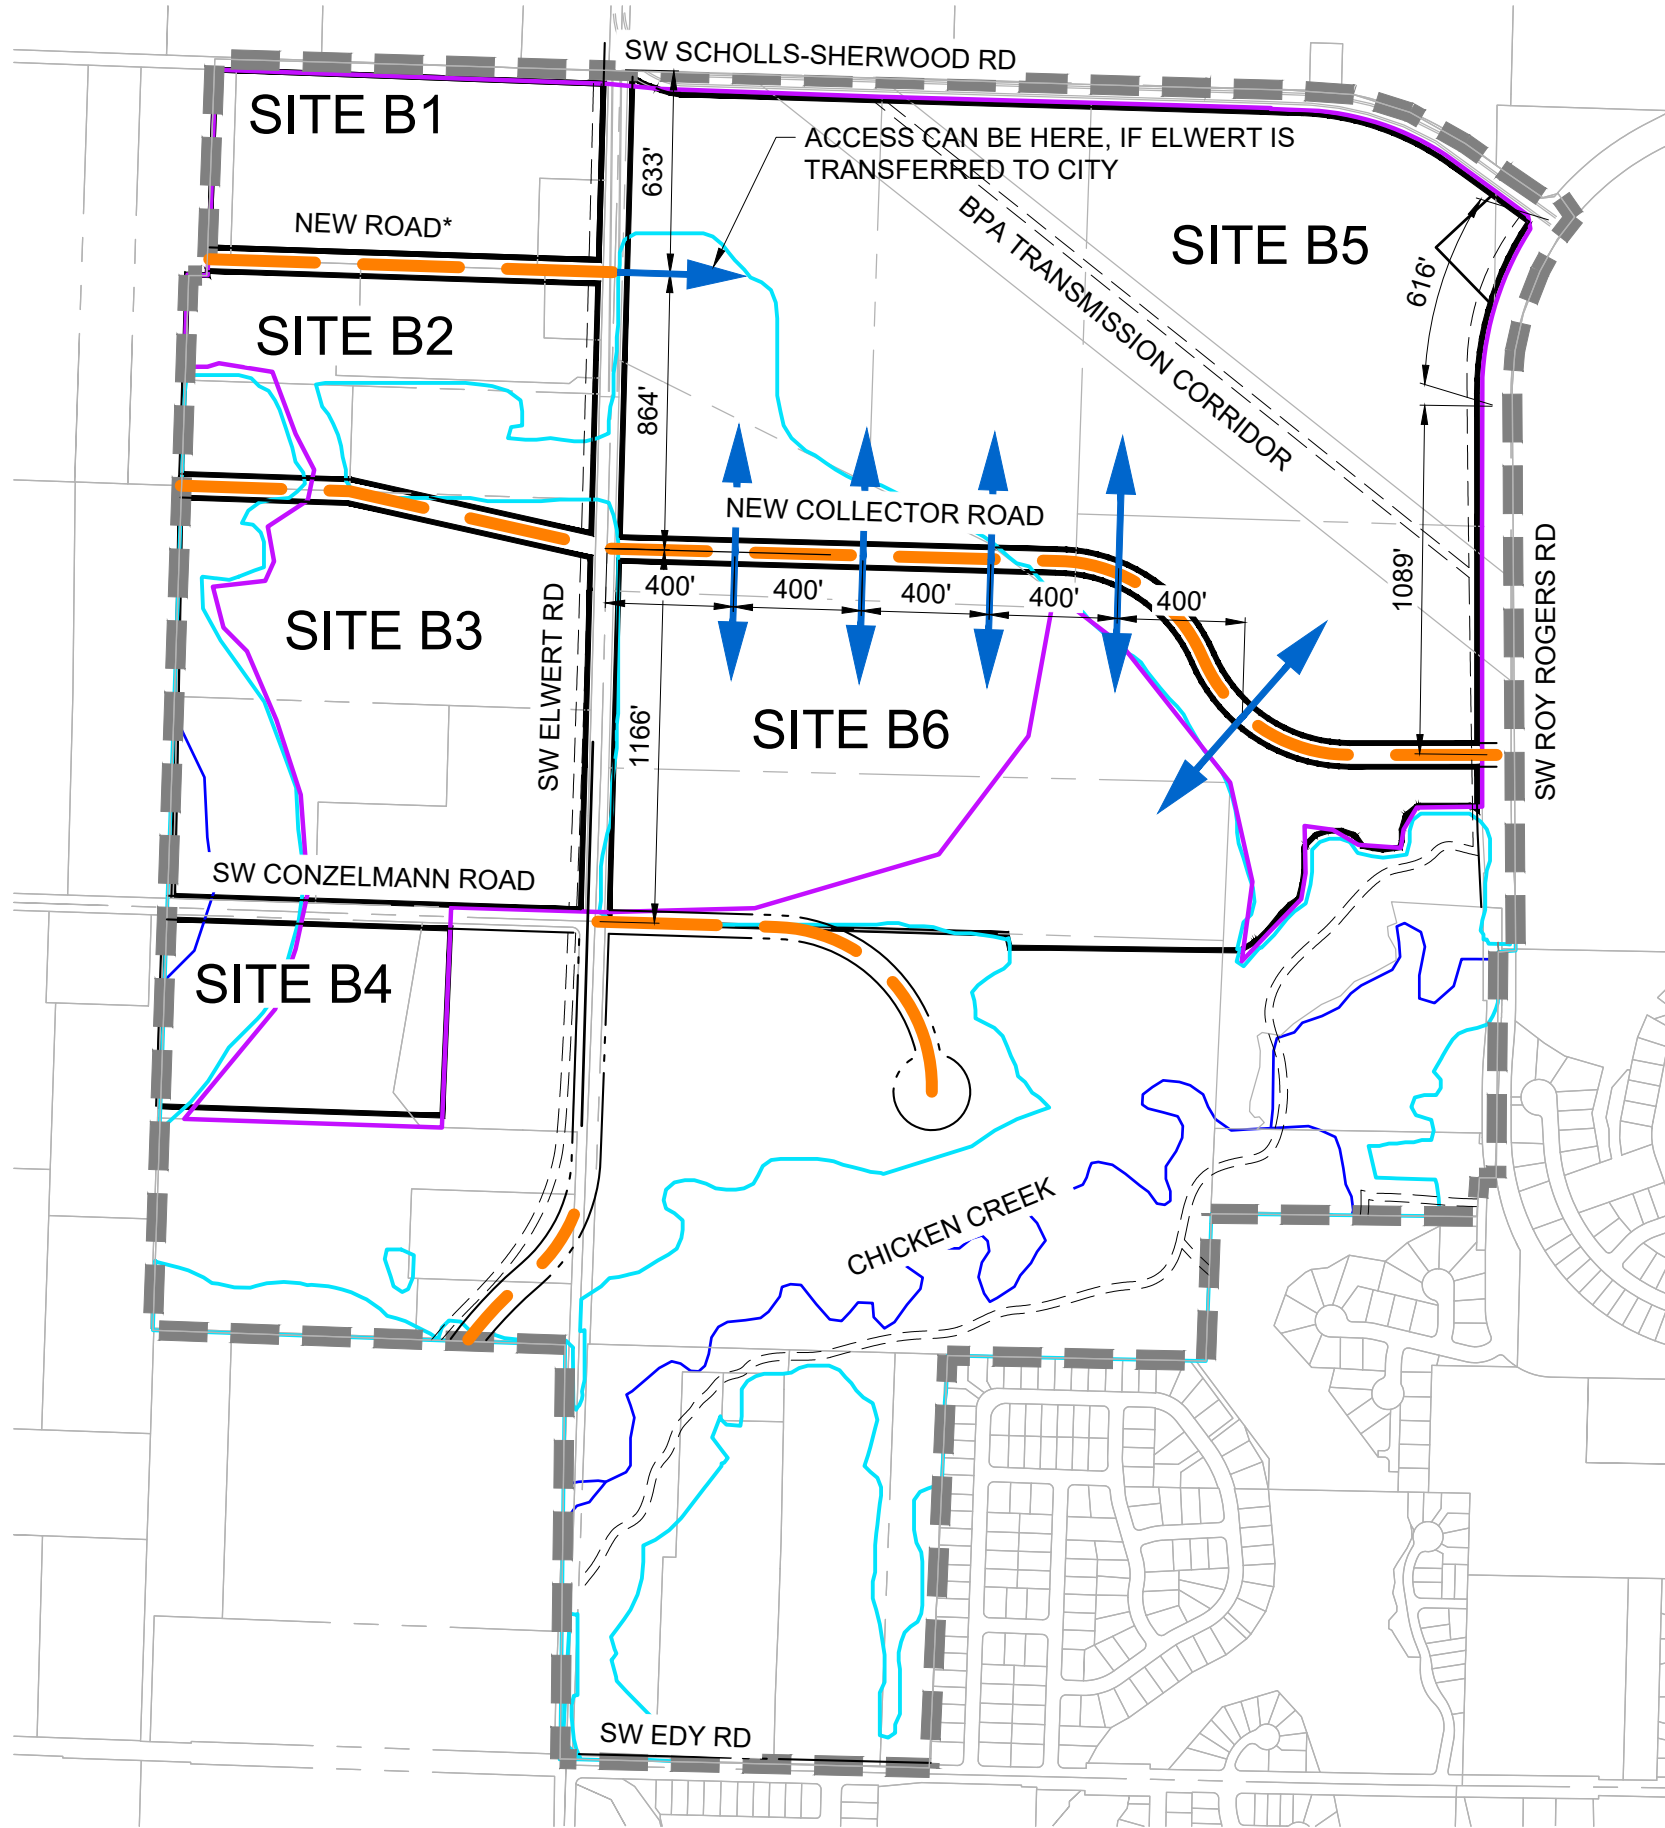 SW SCHOLLS-SHERWOOD RD
SITE B1
ACCESS CAN BE HERE, IF ELWERT IS
TRANSFERRED TO CITY
633'
NEW ROAD*
BPA TRANSMISSION CORRIDOR
SITE B5
616'
SITE B2
864'
NEW COLLECTOR ROAD
1089'
SW ROY ROGERS RD
400'
400'
400'
400'
400'
SITE B3
SW ELWERT RD
1166'
SITE B6
SW CONZELMANN ROAD
SITE B4
CHICKEN CREEK
SW EDY RD